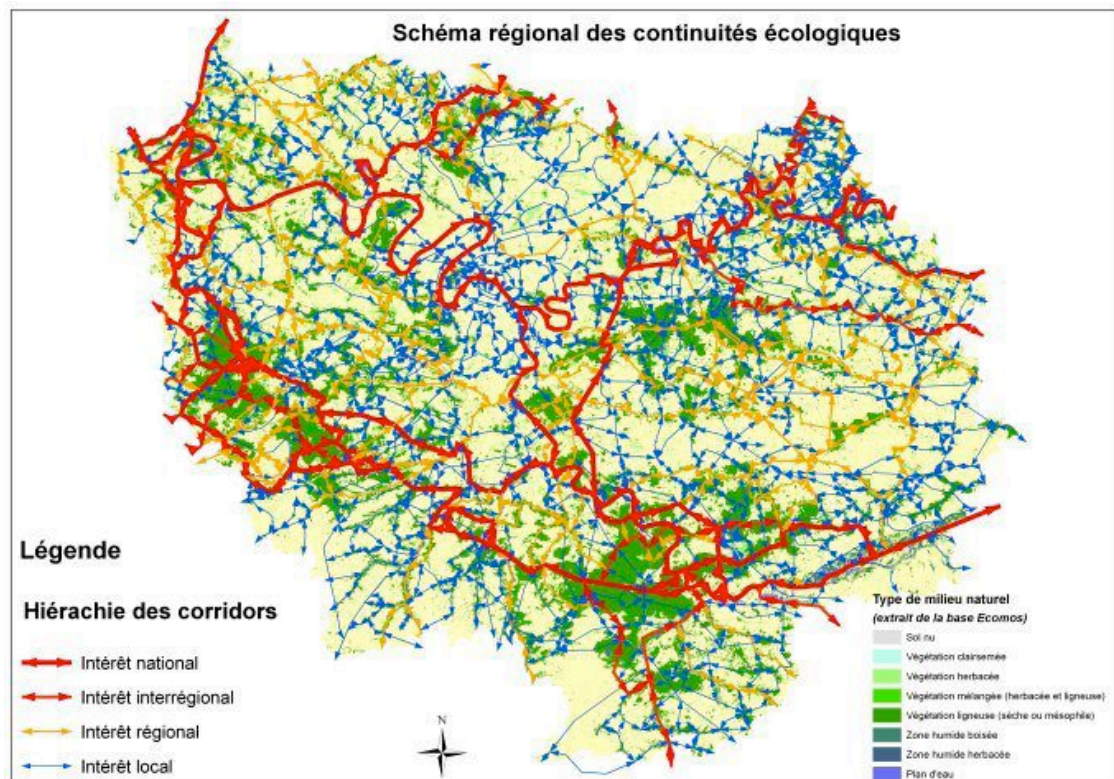 Schéma régional des continuités écologiques
Légende
Hiérachie des corridors
Intérêt national
Intérêt interrégional
Intérêt régional
Intérêt local
N
Type de milieu naturel
(extrait de la base Ecomos)
Sol nu
Végétation clairsemée
Végétation herbacée
Végétation mélangée (herbacée et ligneuse)
Végétation ligneuse (sèche ou mésophile)
Zone humide boisée
Zone humide herbacée
Plan d'eau